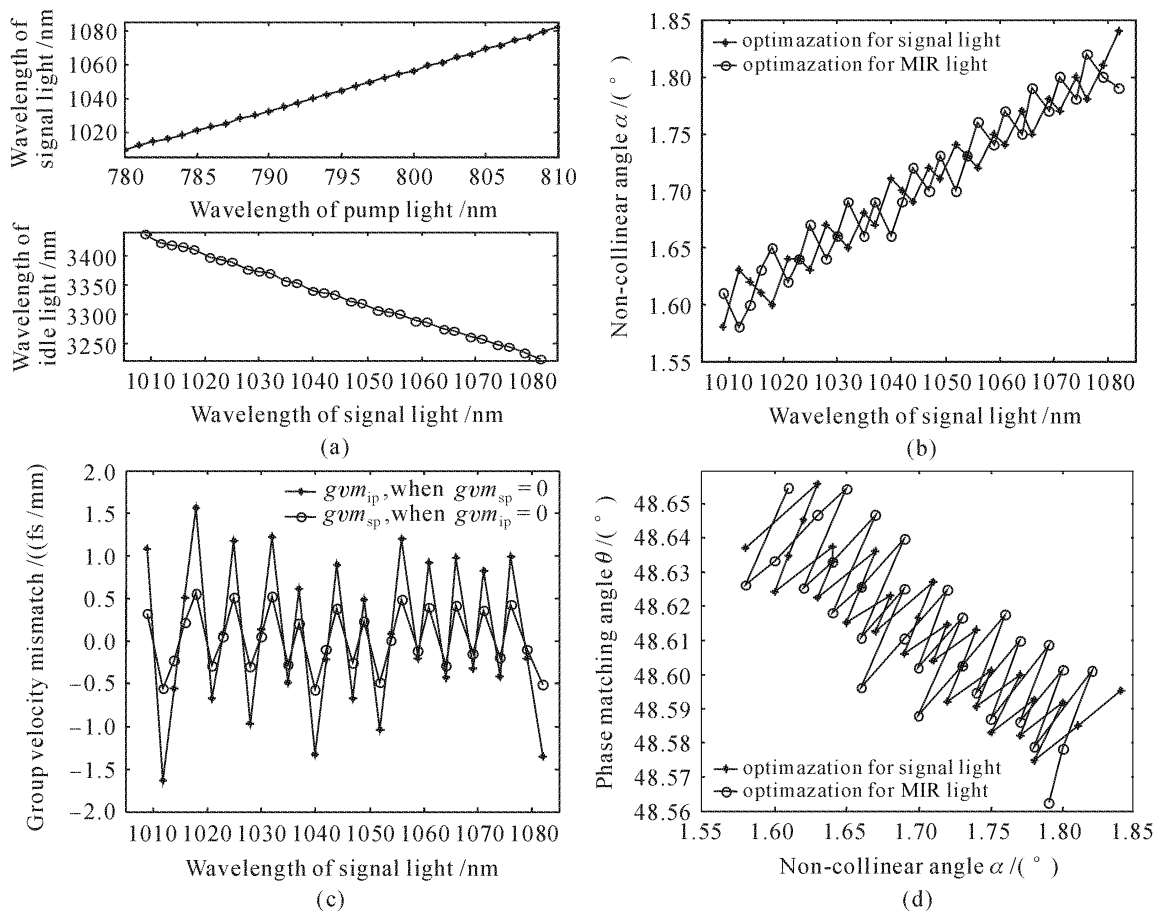 Wavelength of
signal light /nm
1080
1060
1040
1020
780 785 790 795 800 805 810
Wavelength of pump light /nm
Wavelength of
idle light /nm
3400
3350
3300
3250
1010 1020 1030 1040 1050 1060 1070 1080
Wavelength of signal light /nm
(a)
Non-collinear angle α /(°)
1.85
1.80
1.75
1.70
1.65
1.60
1.55
optimazation for signal light
optimazation for MIR light
1010 1020 1030 1040 1050 1060 1070 1080
Wavelength of signal light /nm
(b)
Group velocity mismatch /((fs /mm)
2.0
1.5
1.0
0.5
0.0
-0.5
-1.0
-1.5
-2.0
gvm_ip, when gvm_sp = 0
gvm_sp, when gvm_ip = 0
1010 1020 1030 1040 1050 1060 1070 1080
Wavelength of signal light /nm
(c)
Phase matching angle θ /(°)
48.65
48.64
48.63
48.62
48.61
48.60
48.59
48.58
48.57
48.56
optimazation for signal light
optimazation for MIR light
1.55 1.60 1.65 1.70 1.75 1.80 1.85
Non-collinear angle α /(°)
(d)